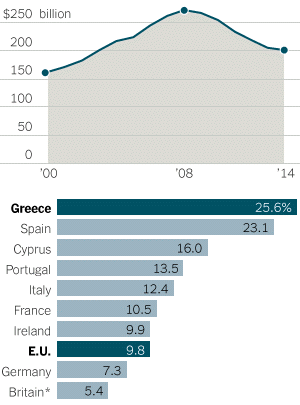 $250 billion
200
150
100
50
0
'00 '08 '14
Greece 25.6%
Spain 23.1
Cyprus 16.0
Portugal 13.5
Italy 12.4
France 10.5
Ireland 9.9
E.U. 9.8
Germany 7.3
Britain* 5.4